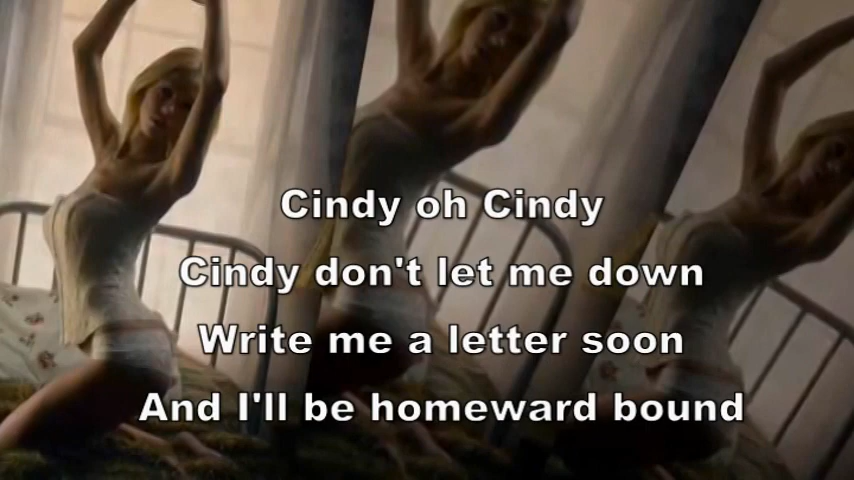 Cindy oh Cindy
Cindy don't let me down
Write me a letter soon
And I'll be homeward bound